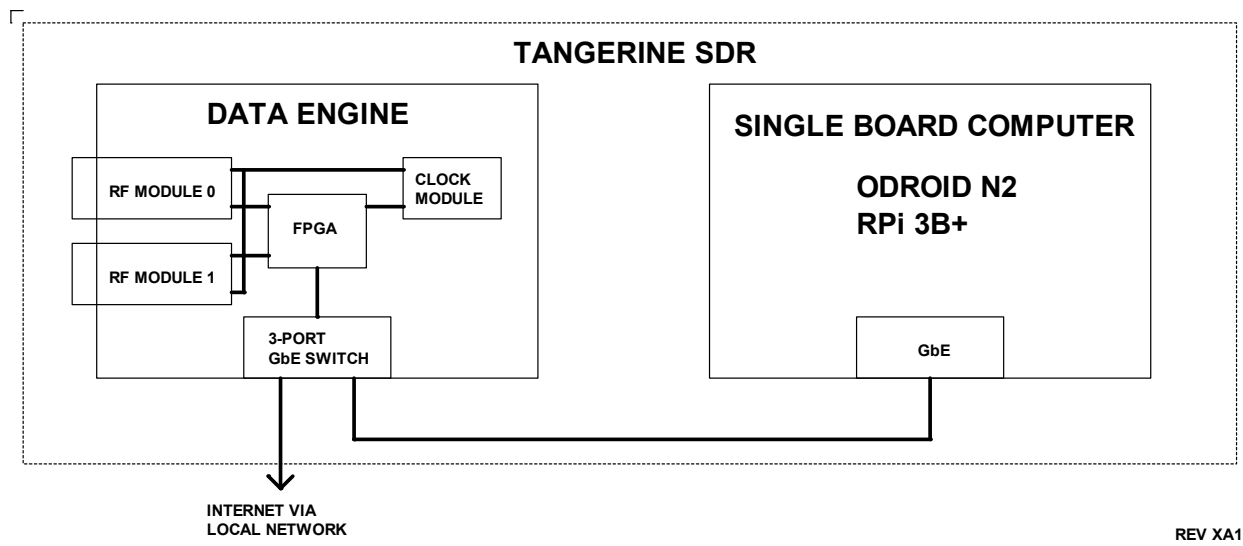 TANGERINE SDR
DATA ENGINE
RF MODULE 0
CLOCK
MODULE
FPGA
RF MODULE 1
3-PORT
GbE SWITCH
SINGLE BOARD COMPUTER
ODROID N2
RPi 3B+
GbE
INTERNET VIA
LOCAL NETWORK
REV XA1